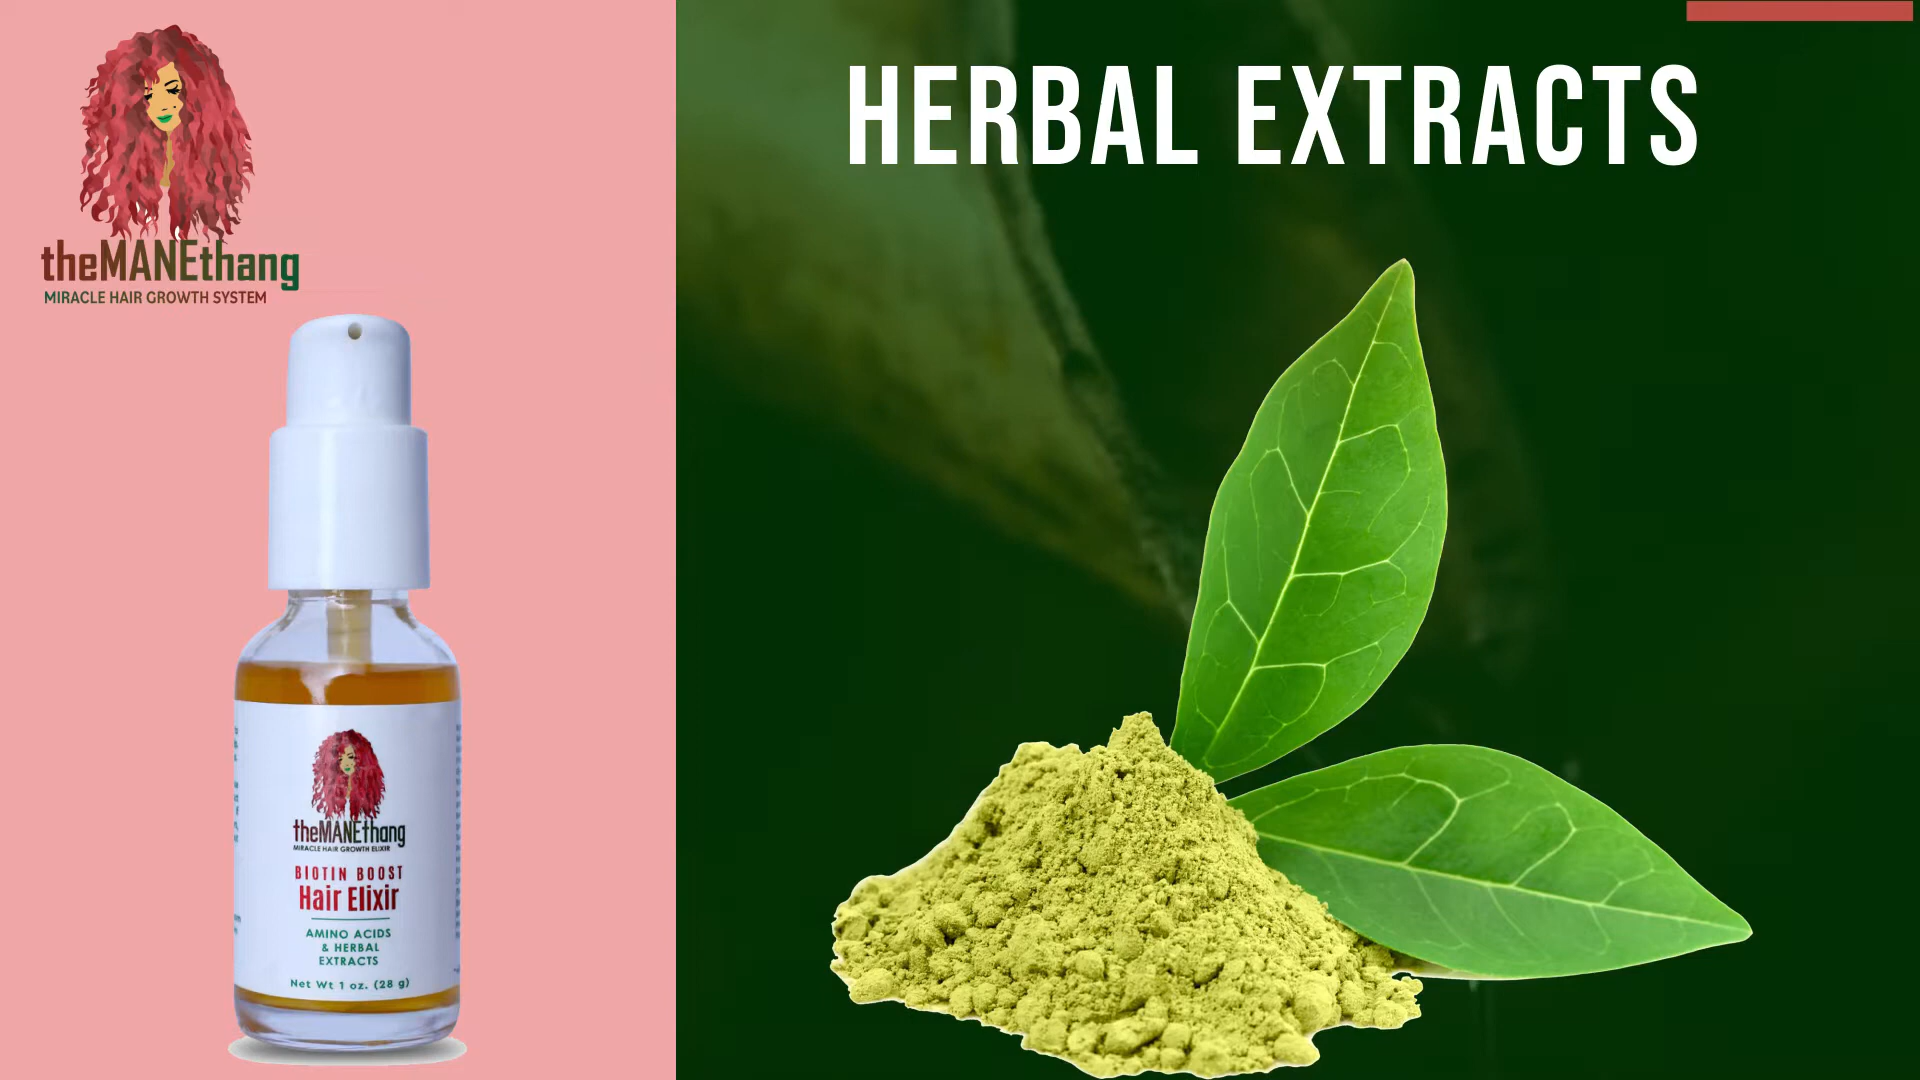 theMANEthang
MIRACLE HAIR GROWTH SYSTEM
HERBAL EXTRACTS
theMANEthang
MIRACLE HAIR GROWTH ELIXIR
BIOTIN BOOST
Hair Elixir
AMINO ACIDS
& HERBAL
EXTRACTS
Net Wt 1 oz. (28 g)